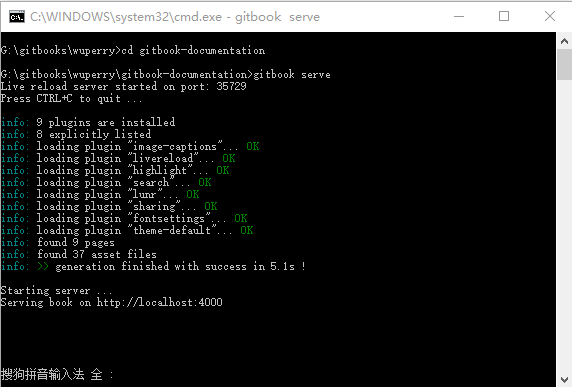 C:\WINDOWS\system32\cmd.exe - gitbook serve
G:\gitbooks\wuperry>cd gitbook-documentation
G:\gitbooks\wuperry\gitbook-documentation>gitbook serve
Live reload server started on port: 35729
Press CTRL+C to quit ...
info: 9 plugins are installed
info: 8 explicitly listed
info: loading plugin "image-captions"... OK
info: loading plugin "livereload"... OK
info: loading plugin "highlight"... OK
info: loading plugin "search"... OK
info: loading plugin "lunr"... OK
info: loading plugin "sharing"... OK
info: loading plugin "fontsettings"... OK
info: loading plugin "theme-default"... OK
info: found 9 pages
info: found 37 asset files
info: >> generation finished with success in 5.1s !
Starting server ...
Serving book on http://localhost:4000
搜狗拼音输入法 全 :